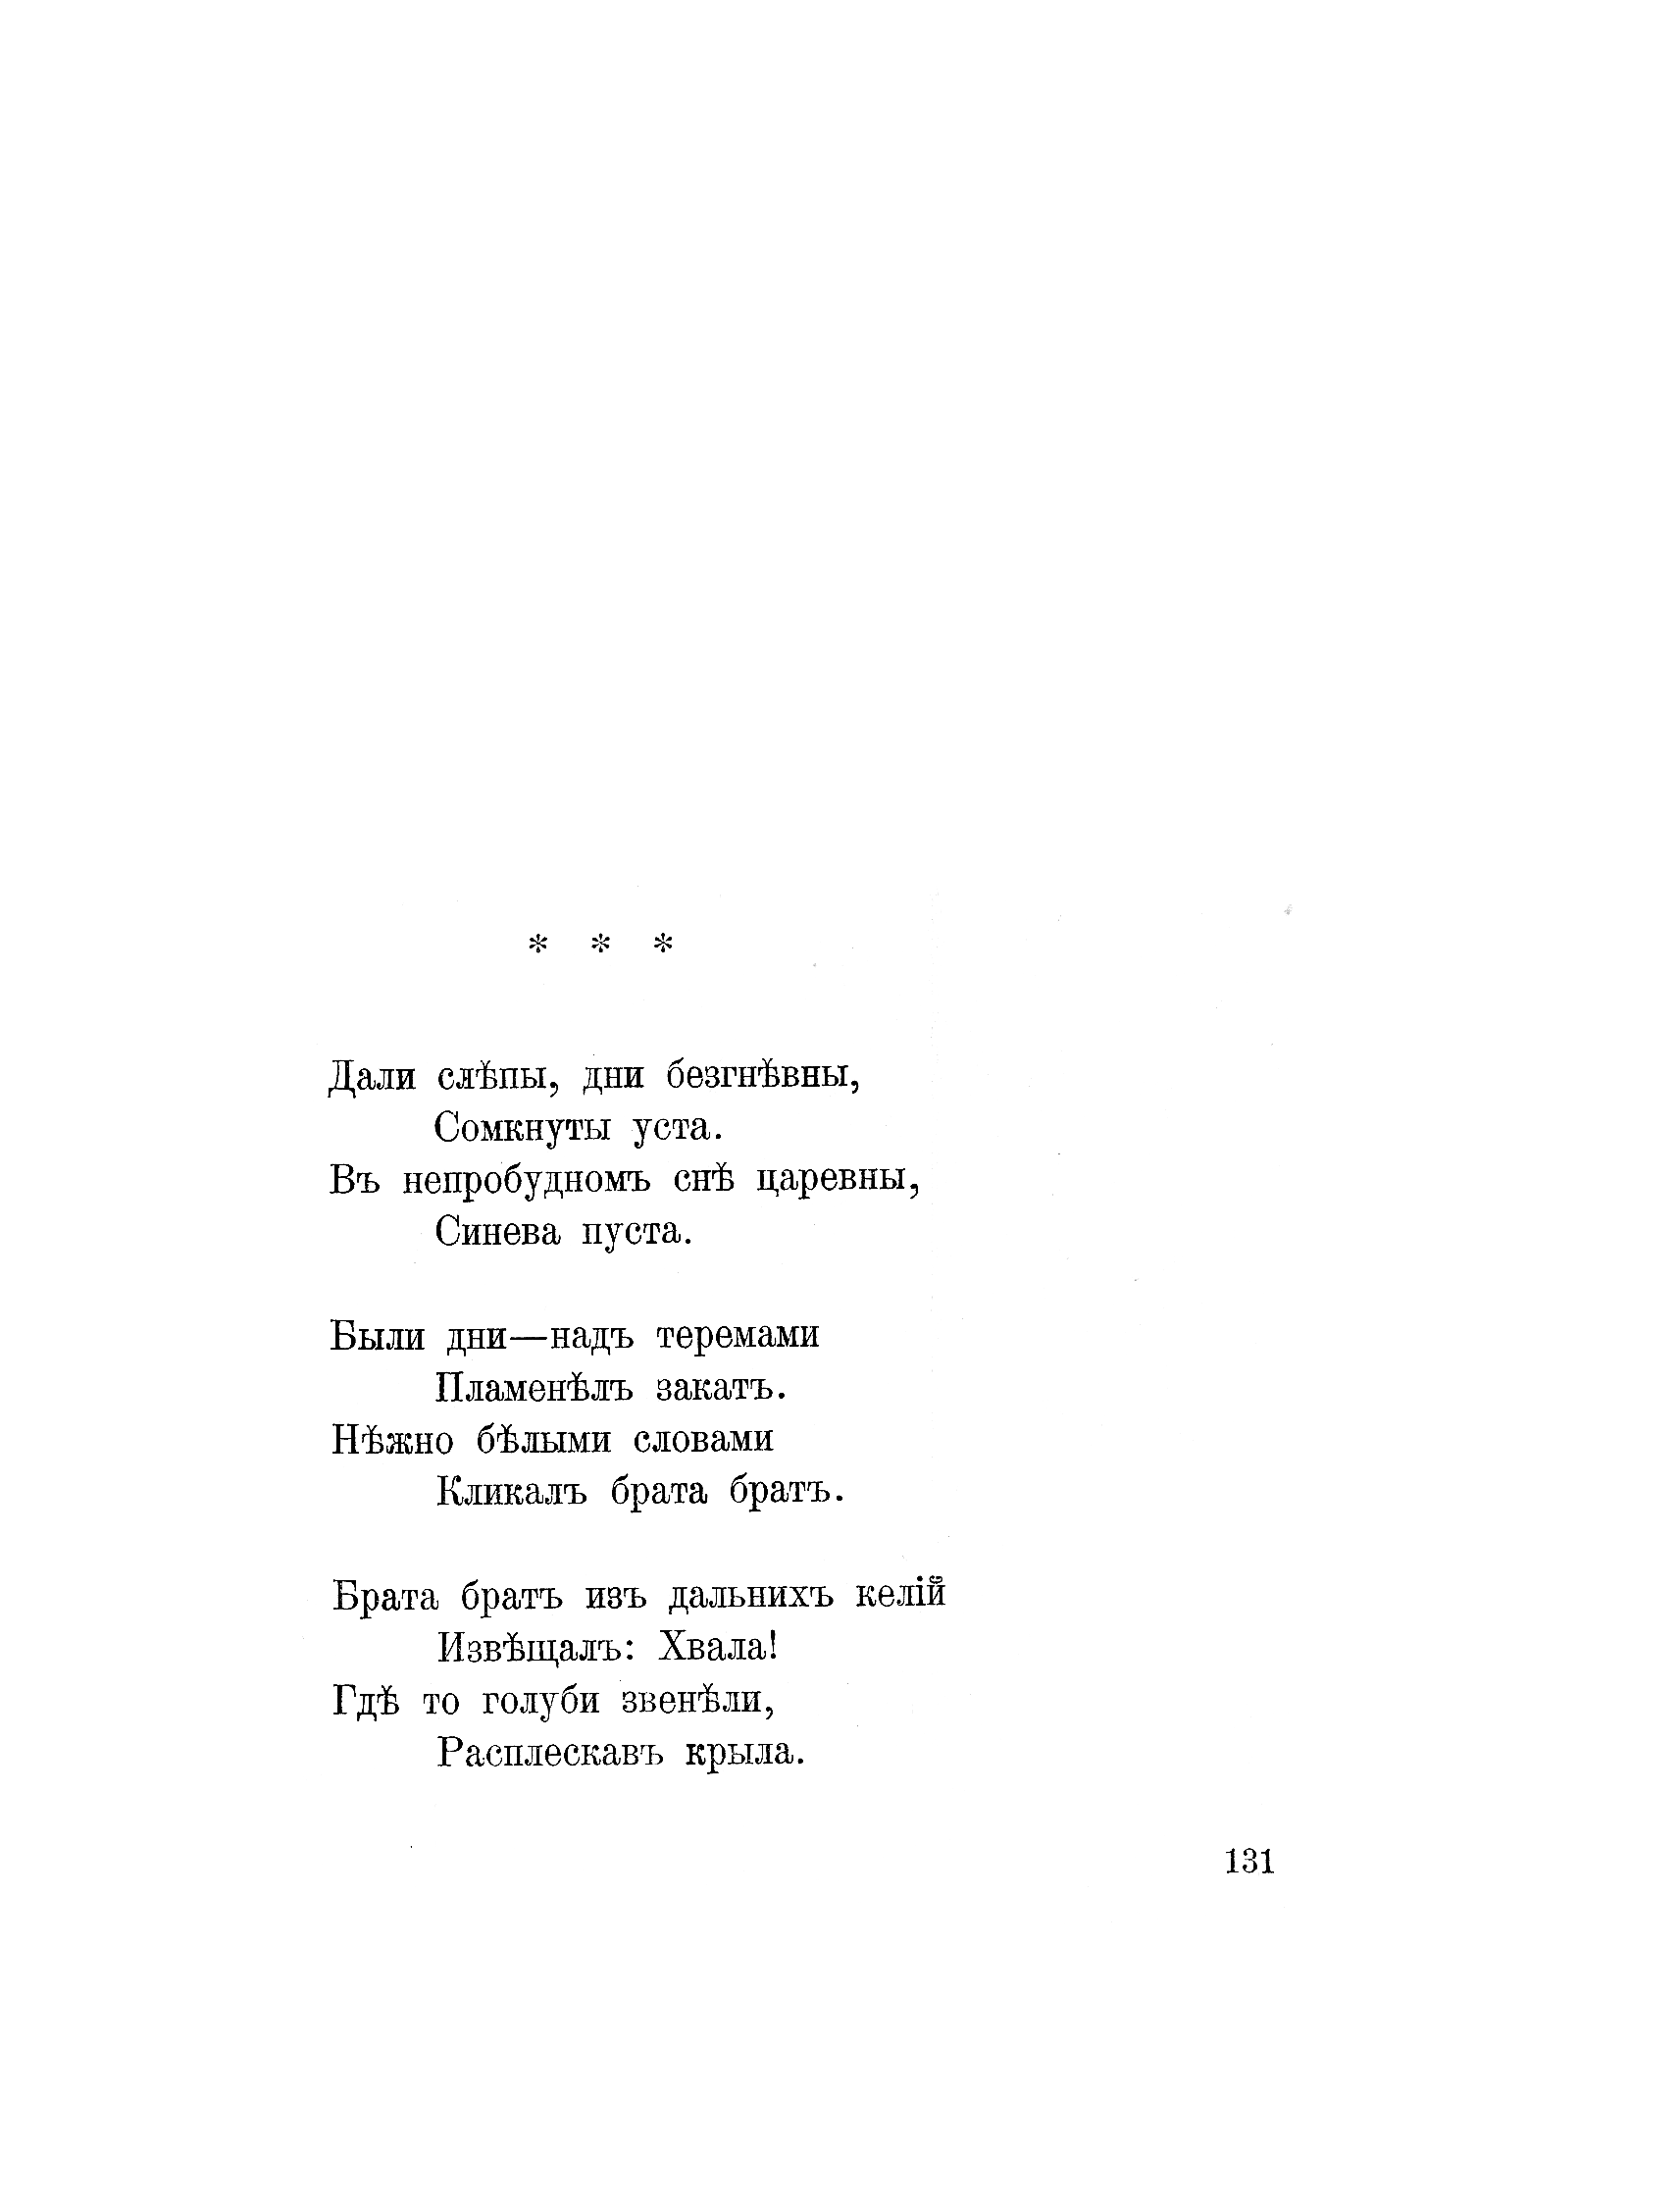 * * *
Дали слѣпы, дни безгнѣвны,
Сомкнуты уста.
Въ непробудномъ снѣ царевны,
Синева пуста.
Были дни—надъ теремами
Пламенѣлъ закатъ.
Нѣжно бѣлыми словами
Кликалъ брата братъ.
Брата братъ изъ дальнихъ келій
Извѣщалъ: Хвала!
Гдѣ то голуби звенѣли,
Расплескавъ крыла.
131